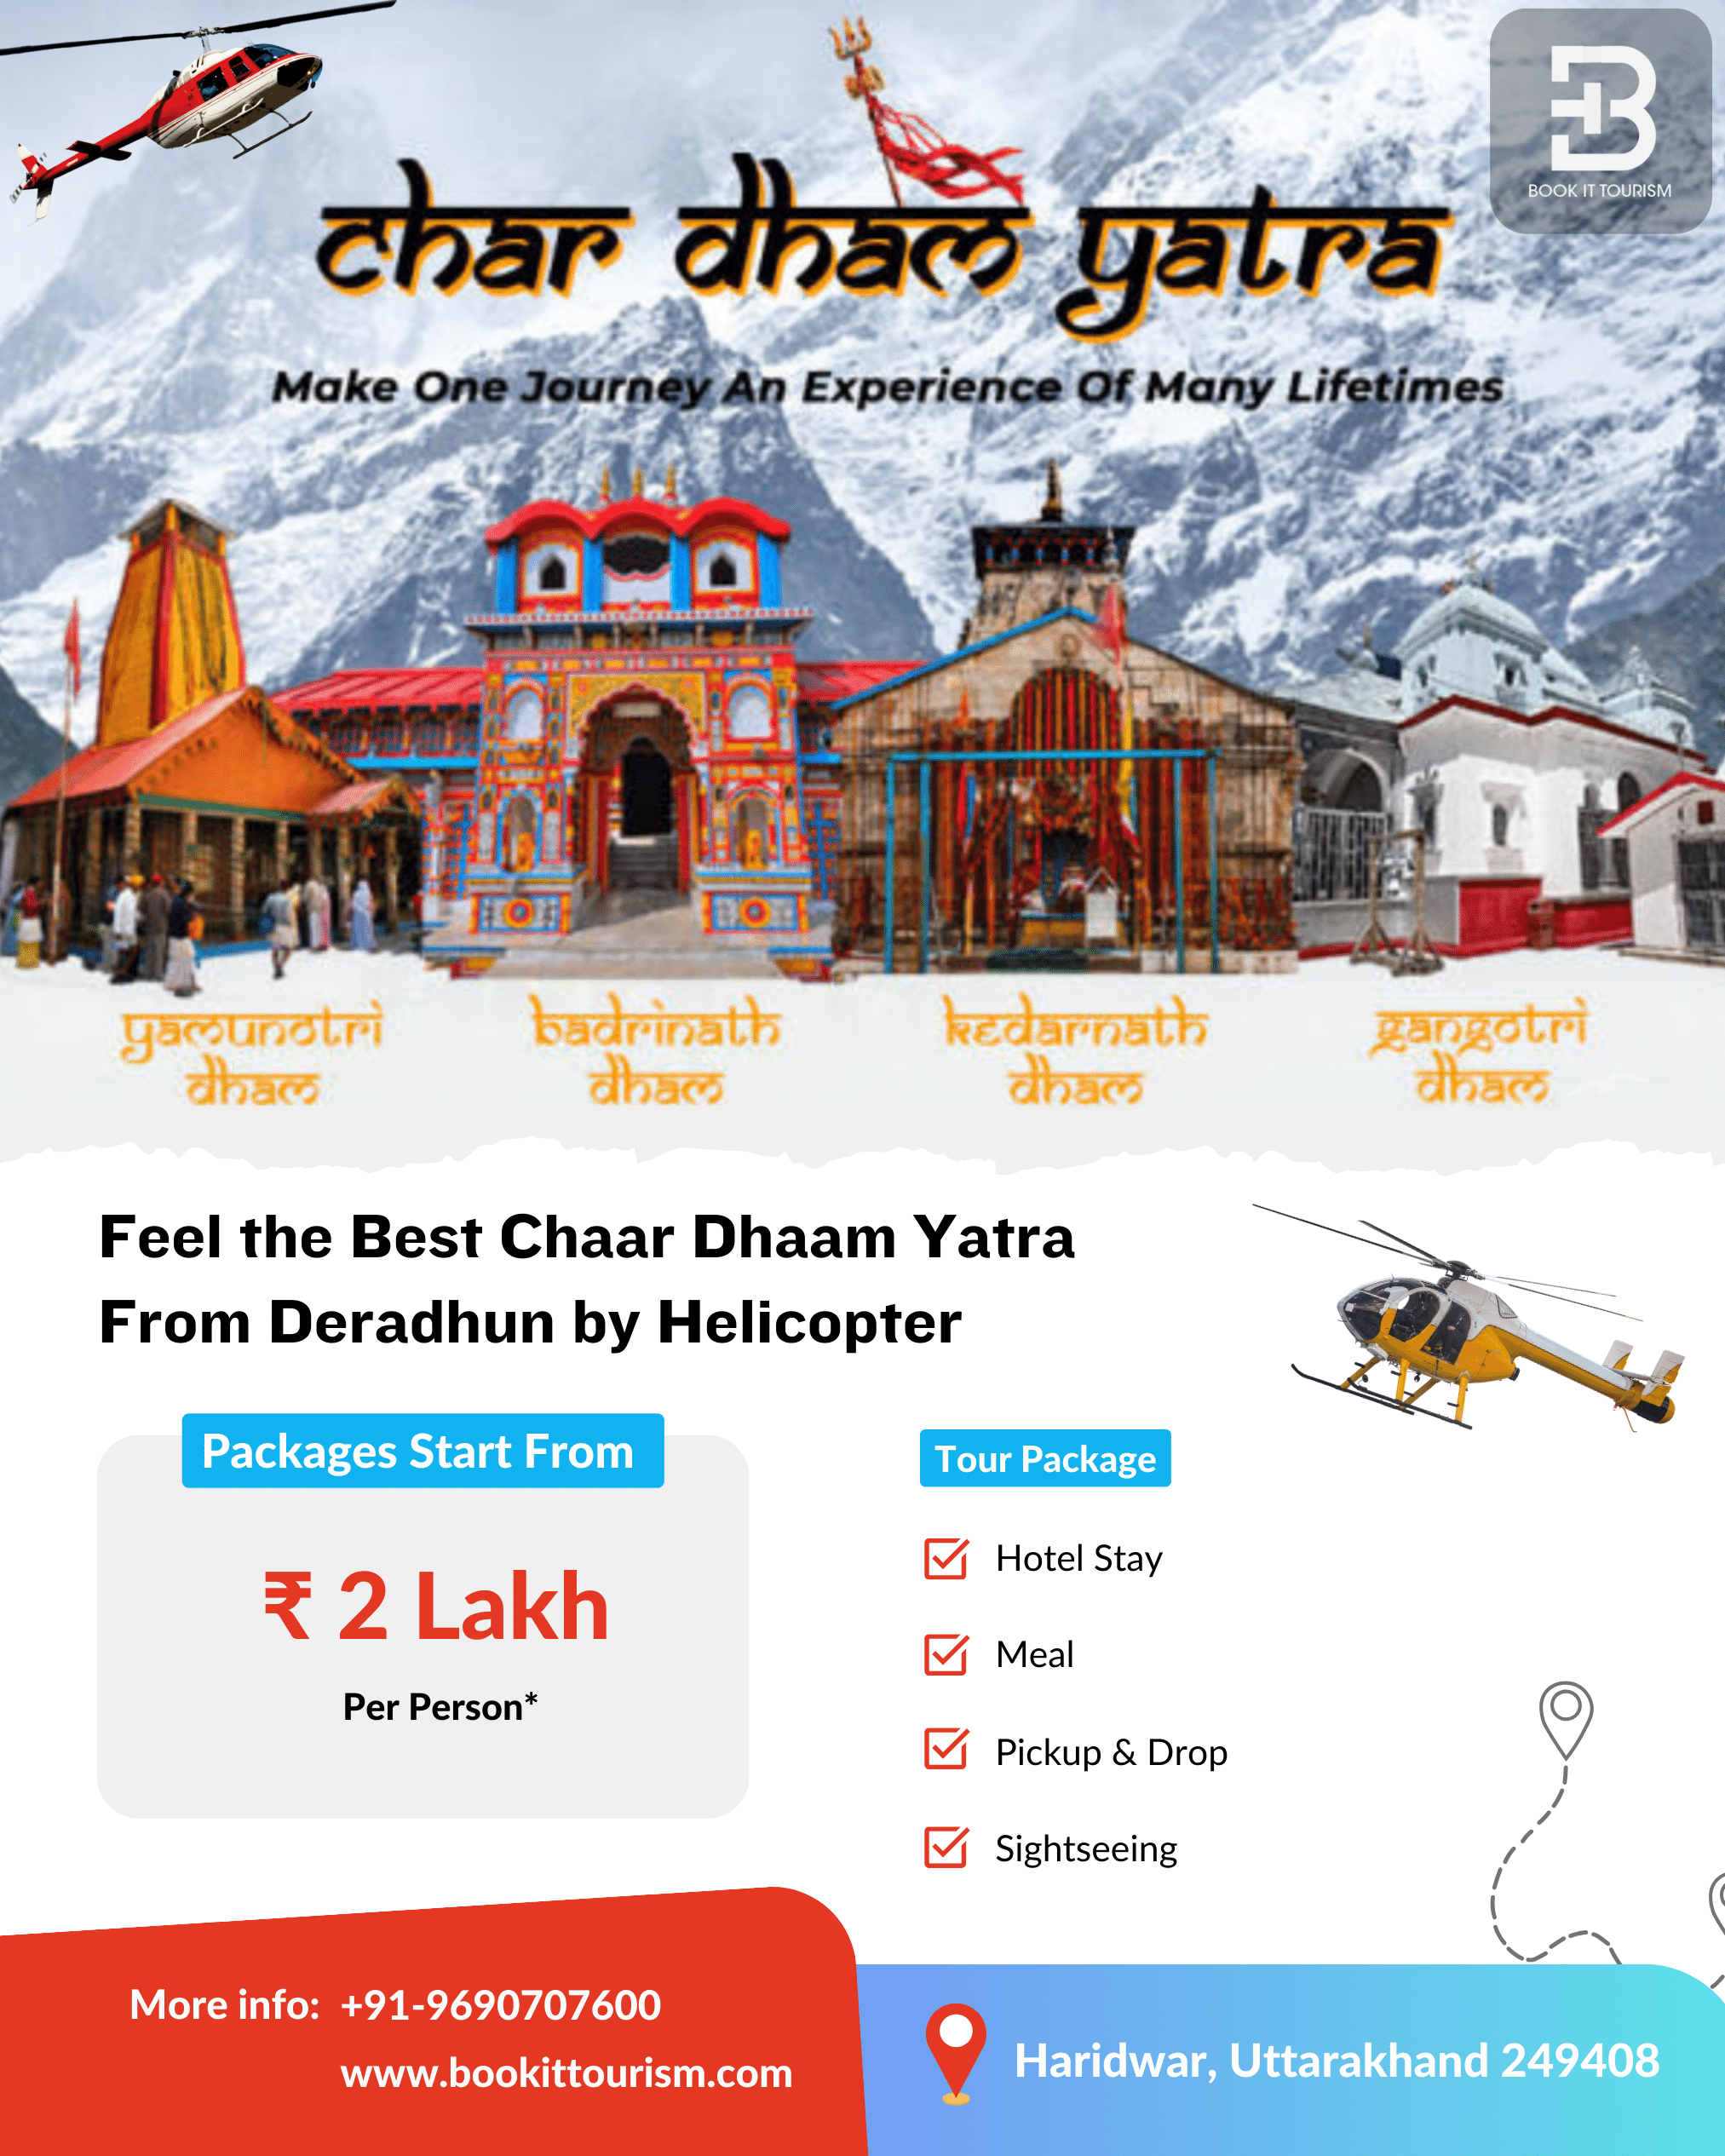 BOOK IT TOURISM
char dham yatra
Make One Journey An Experience Of Many Lifetimes
yamunotri
dham
badrinath
dham
kedarnath
dham
gangotri
dham
Feel the Best Chaar Dhaam Yatra
From Deradhun by Helicopter
Packages Start From
₹ 2 Lakh
Per Person*
Tour Package
Hotel Stay
Meal
Pickup & Drop
Sightseeing
More info: +91-9690707600
www.bookittourism.com
Haridwar, Uttarakhand 249408